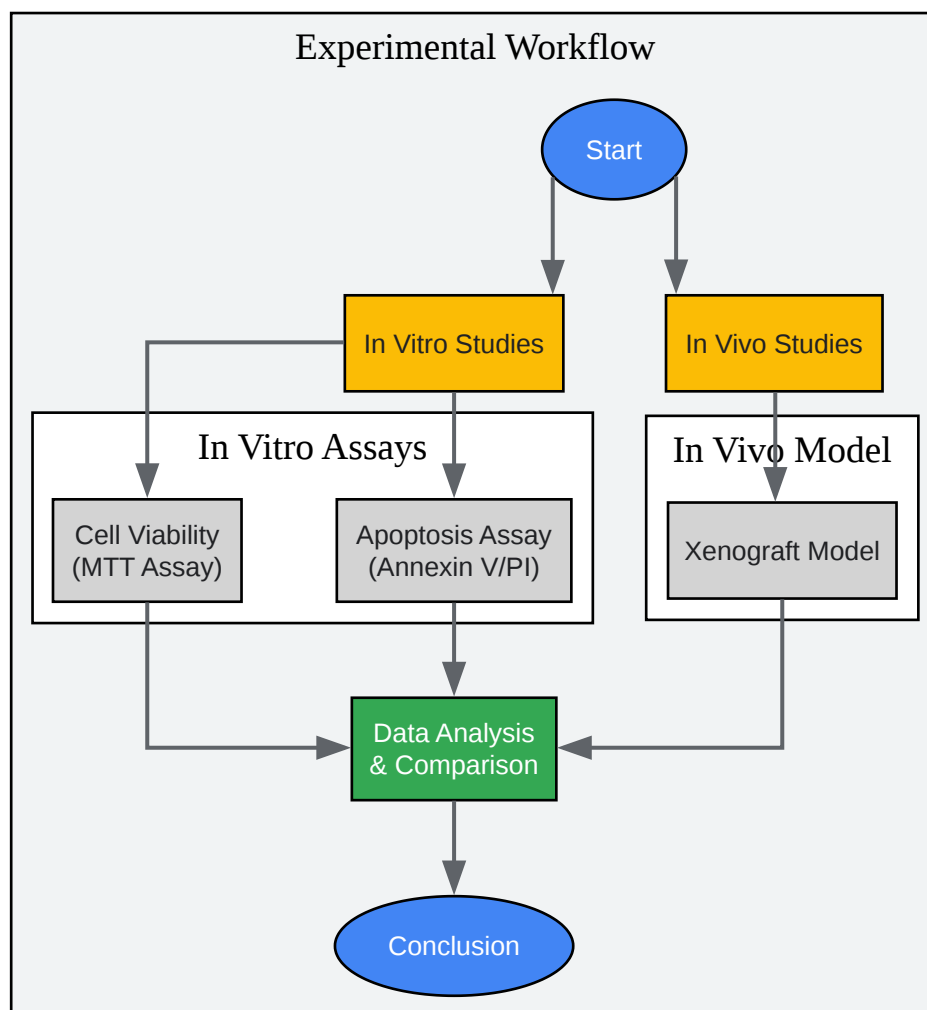 Experimental Workflow
Start
In Vitro Studies
In Vivo Studies
In Vitro Assays
In Vivo Model
Cell Viability
(MTT Assay)
Apoptosis Assay
(Annexin V/PI)
Xenograft Model
Data Analysis
& Comparison
Conclusion